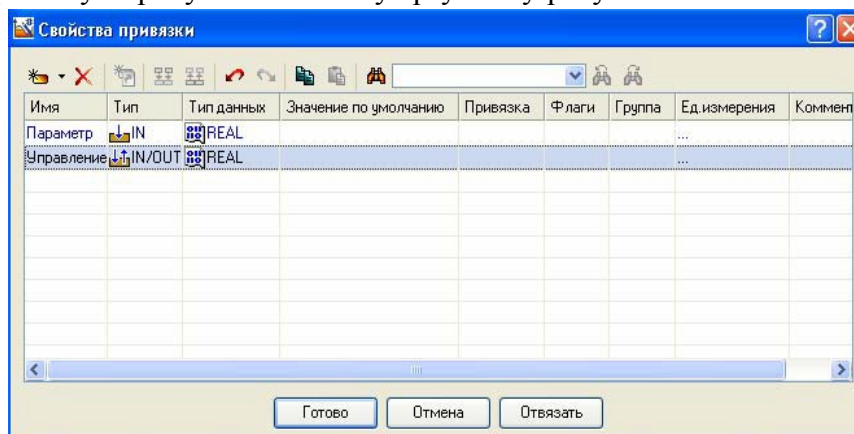 Свойства привязки
Имя Тип Тип данных Значение по умолчанию Привязка Флаги Группа Ед.измерения Коммент
Параметр IN REAL ...
Управление IN/OUT REAL ...
Готово Отмена Отвязать